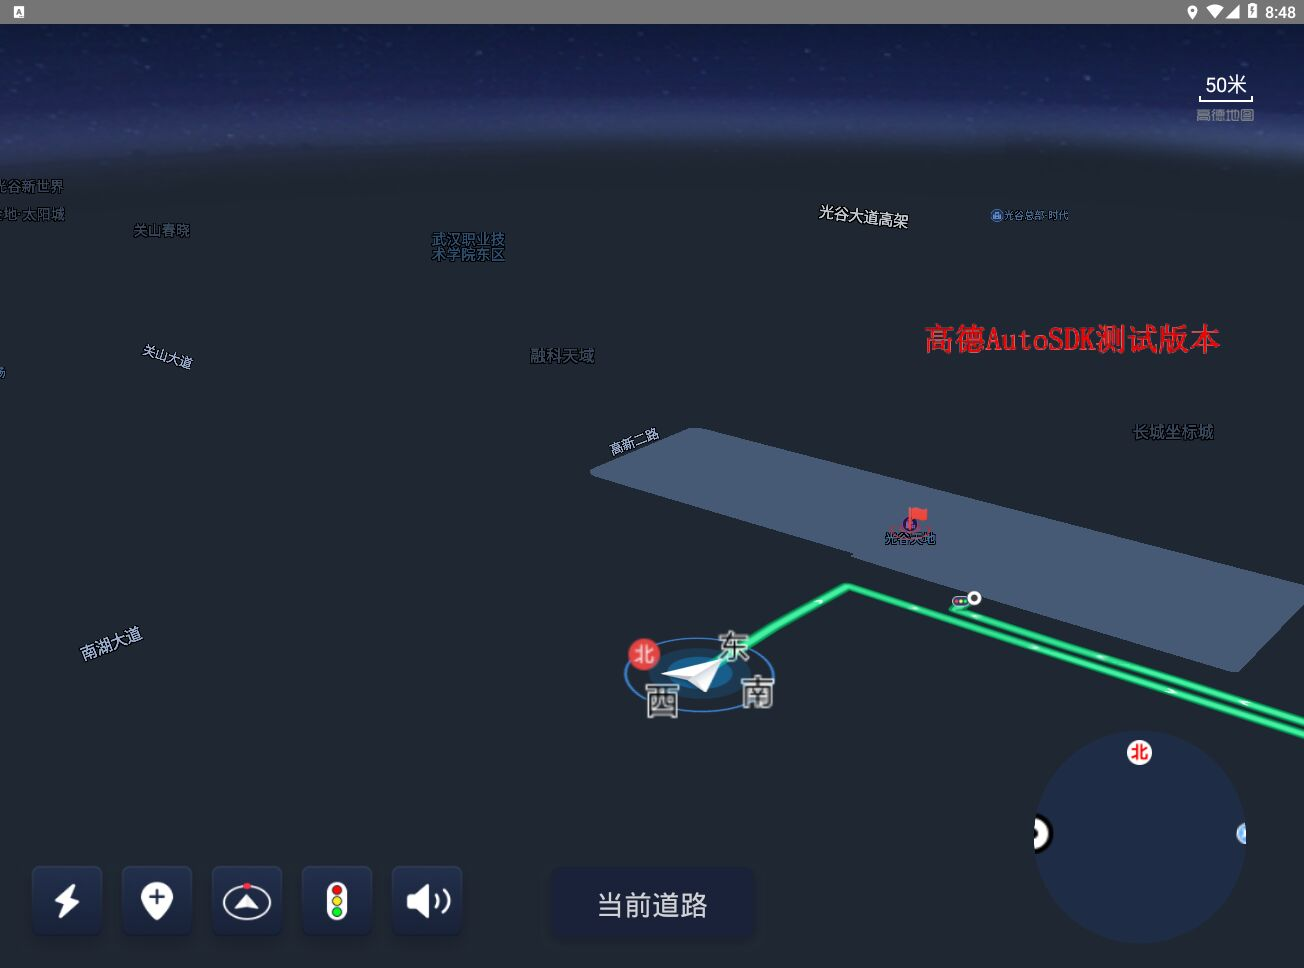 8:48
50米
高德地图
光谷新世界
地·太阳城
关山春晓
武汉职业技
术学院东区
光谷大道高架
光谷总部·时代
高德AutoSDK测试版本
关山大道
融科天域
长城坐标城
高新二路
光谷天地
南湖大道
北
东
西
南
北
当前道路